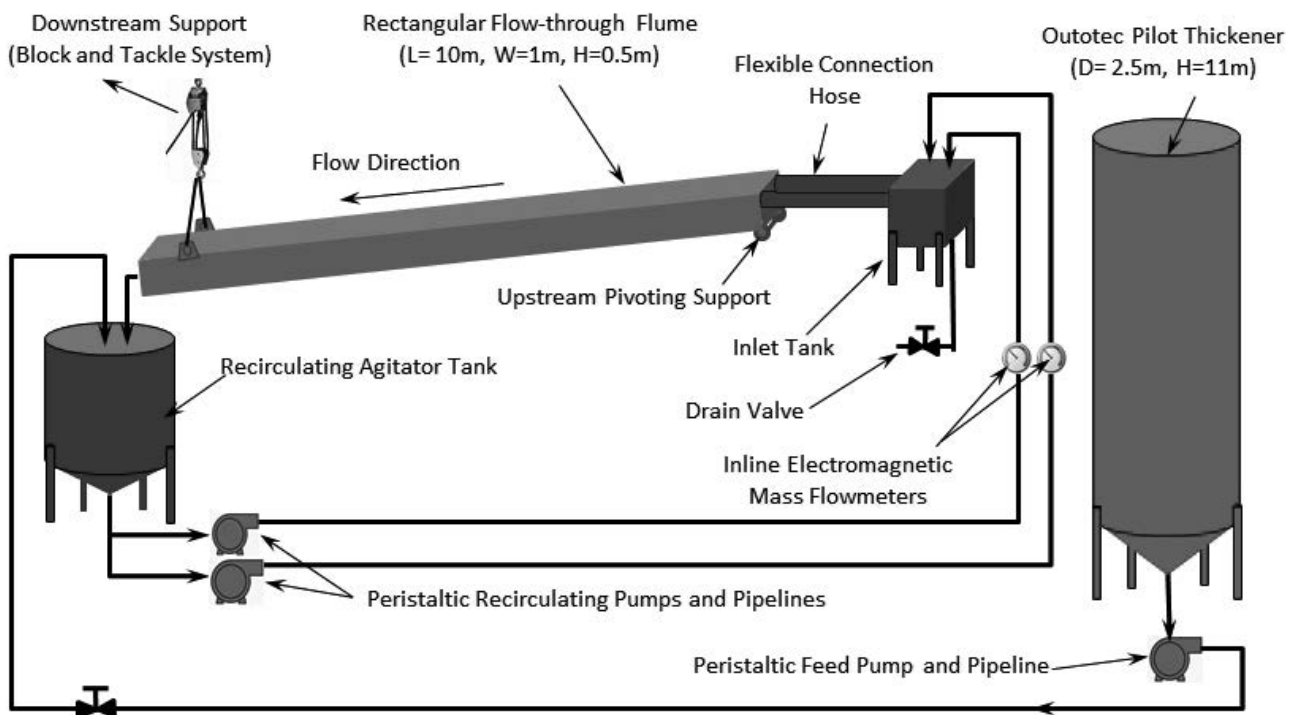 Downstream Support
(Block and Tackle System)
Rectangular Flow-through Flume
(L= 10m, W=1m, H=0.5m)
Flexible Connection
Hose
Outotec Pilot Thickener
(D= 2.5m, H=11m)
Flow Direction
Upstream Pivoting Support
Inlet Tank
Recirculating Agitator Tank
Drain Valve
Inline Electromagnetic
Mass Flowmeters
Peristaltic Recirculating Pumps and Pipelines
Peristaltic Feed Pump and Pipeline